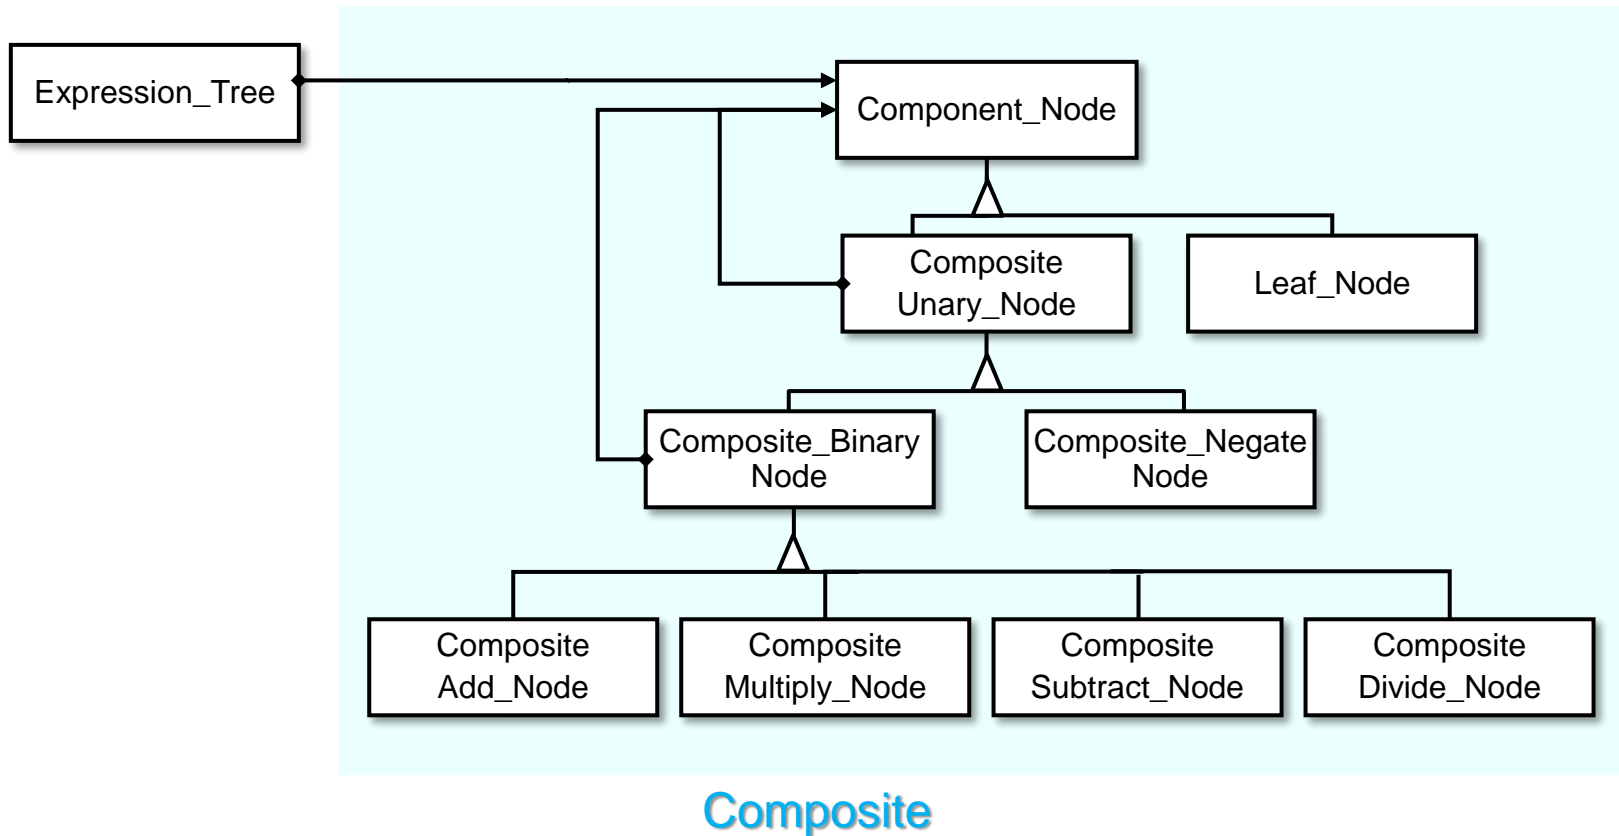 Expression_Tree
Component_Node
Composite
Unary_Node
Leaf_Node
Composite_Binary
Node
Composite_Negate
Node
Composite
Add_Node
Composite
Multiply_Node
Composite
Subtract_Node
Composite
Divide_Node
Composite